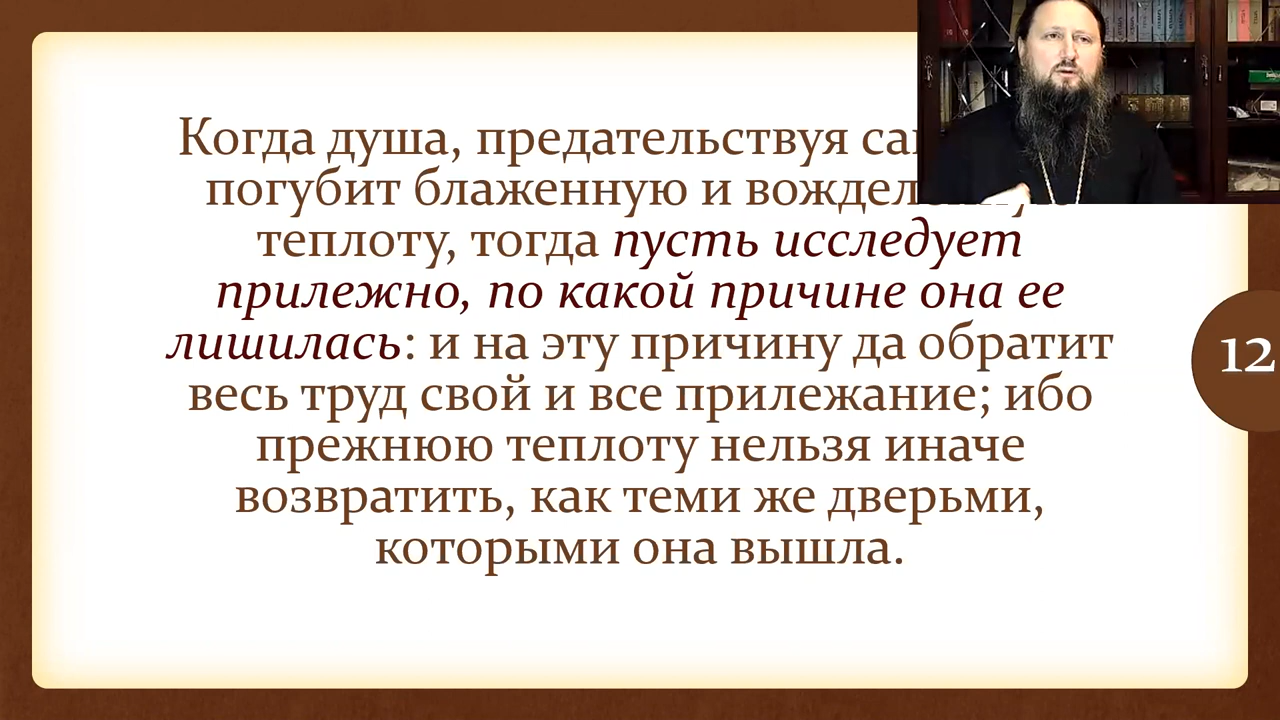 Когда душа, предательствуя
погубит блаженную и
теплоту, тогда пусть исследует
прилежно, по какой причине она ее
лишилась: и на эту причину да обратит
весь труд свой и все прилежание; ибо
прежнюю теплоту нельзя иначе
возвратить, как теми же дверьми,
которыми она вышла.
12